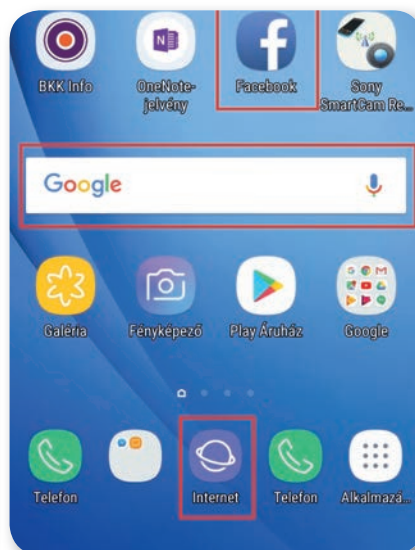 BKK Info
OneNote-
jelvény
Facebook
Sony
SmartCam Re...
Google
Galéria
Fényképező
Play Áruház
Google
Telefon
Internet
Telefon
Alkalmazá...